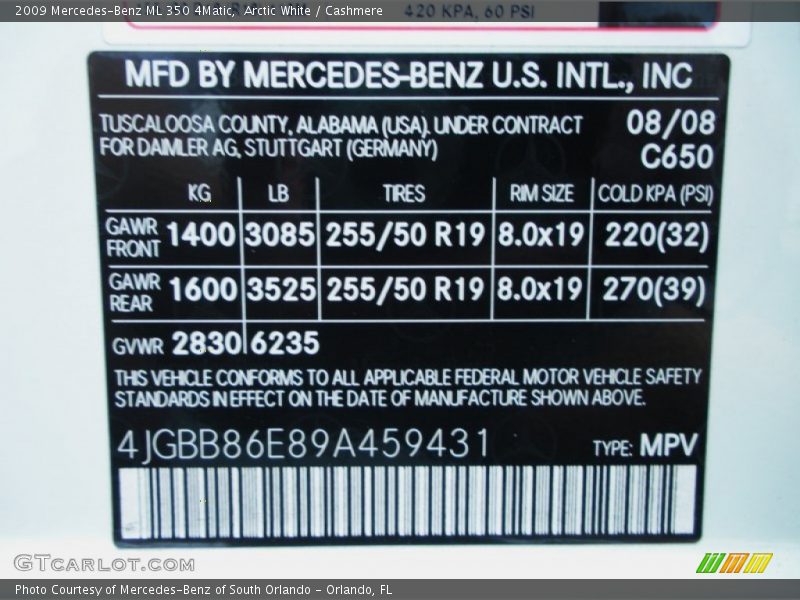 2009 Mercedes-Benz ML 350 4Matic, Arctic White / Cashmere
420 KPA, 60 PSI
MFD BY MERCEDES-BENZ U.S. INTL., INC
TUSCALOOSA COUNTY, ALABAMA (USA). UNDER CONTRACT 08/08
FOR DAIMLER AG, STUTTGART (GERMANY) C650
KG LB TIRES RIM SIZE COLD KPA (PSI)
GAWR FRONT 1400 3085 255/50 R19 8.0x19 220(32)
GAWR REAR 1600 3525 255/50 R19 8.0x19 270(39)
GVWR 2830 6235
THIS VEHICLE CONFORMS TO ALL APPLICABLE FEDERAL MOTOR VEHICLE SAFETY
STANDARDS IN EFFECT ON THE DATE OF MANUFACTURE SHOWN ABOVE.
4JGBB86E89A459431 TYPE: MPV
GTCARLOT.COM
Photo Courtesy of Mercedes-Benz of South Orlando - Orlando, FL